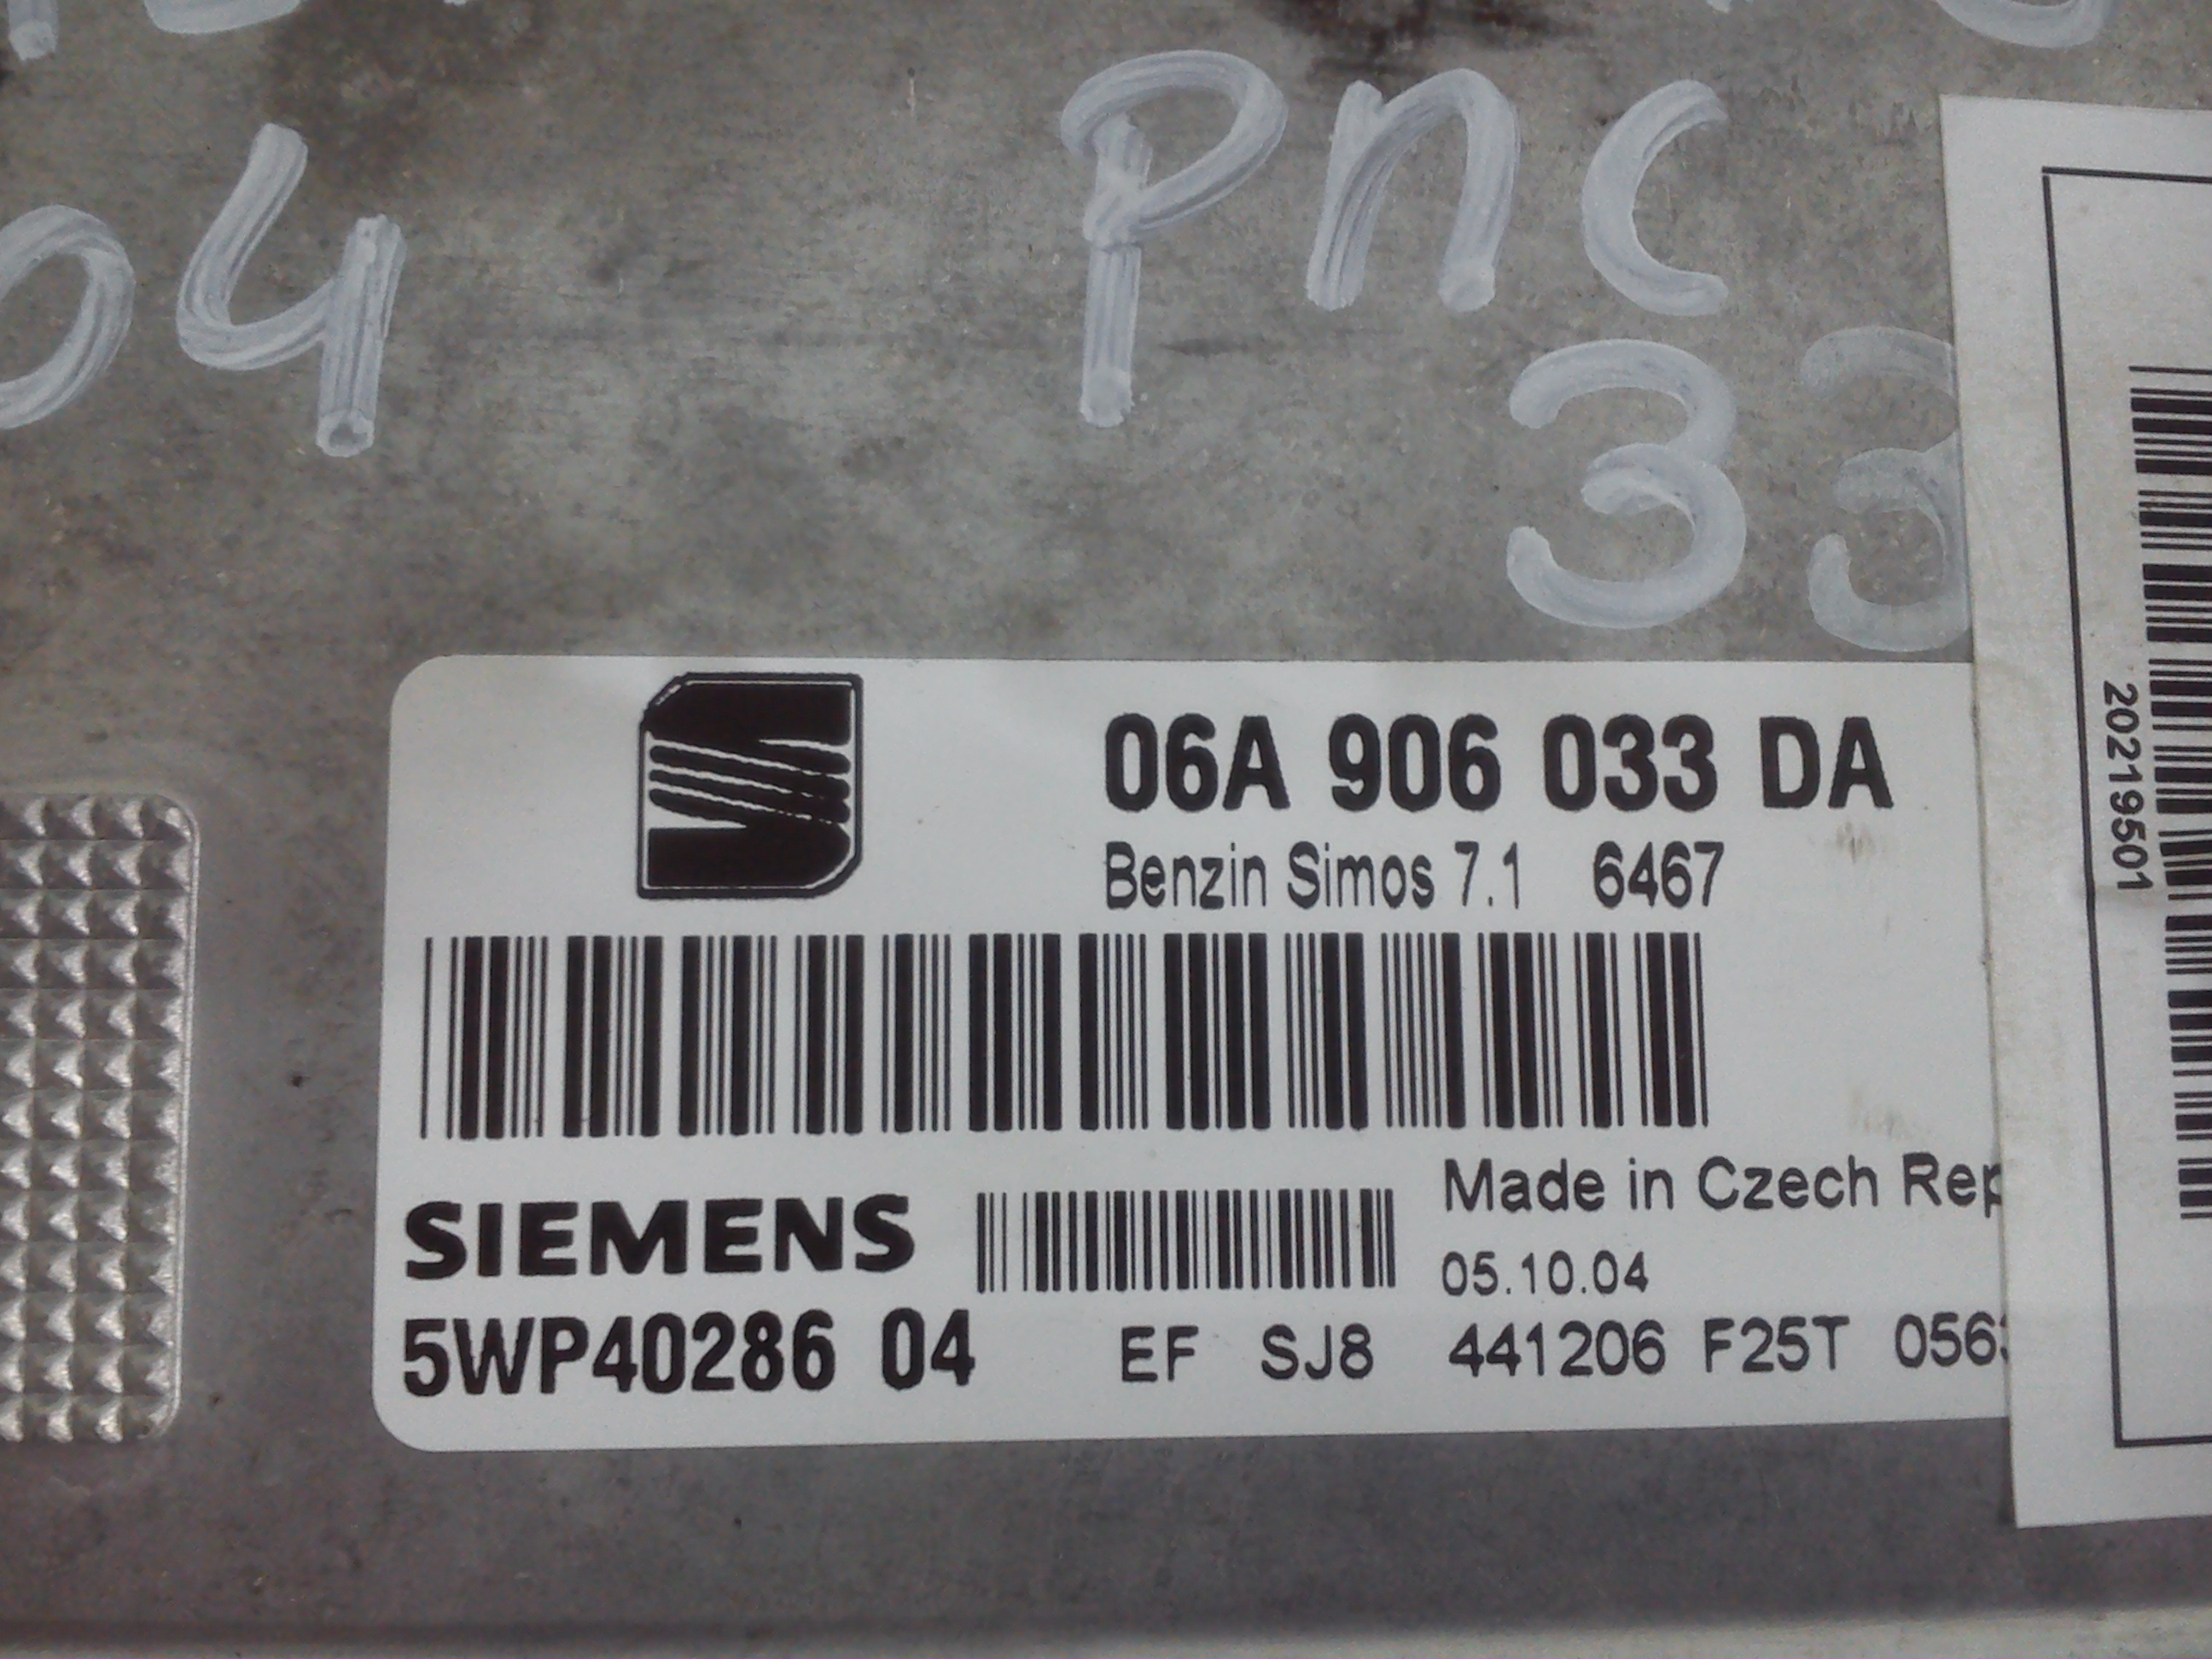 04
PNC
33
06A 906 033 DA
Benzin Simos 7.1 6467
SIEMENS
Made in Czech Rep
05.10.04
5WP40286 04 EF SJ8 441206 F25T 056
20219501